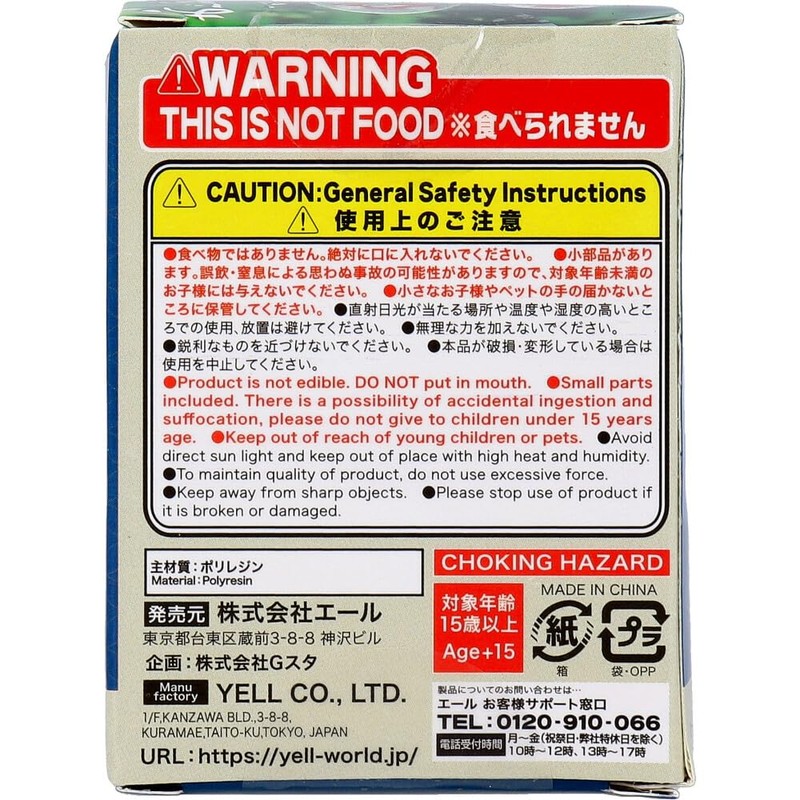 ⚠WARNING
THIS IS NOT FOOD ※食べられません
⚠ CAUTION:General Safety Instructions
⚠ 使用上のご注意
●食べ物ではありません。絶対に口に入れないでください。 ●小部品があり
ます。誤飲・窒息による思わぬ事故の可能性がありますので、対象年齢未満の
お子様には与えないでください。 ●小さなお子様やペットの手の届かないと
ころに保管してください。 ●直射日光が当たる場所や温度や湿度の高いとこ
ろでの使用、放置は避けてください。 ●無理な力を加えないでください。
●鋭利なものを近づけないでください。 ●本品が破損・変形している場合は
使用を中止してください。
●Product is not edible. DO NOT put in mouth. ●Small parts
included. There is a possibility of accidental ingestion and
suffocation, please do not give to children under 15 years
age. ●Keep out of reach of young children or pets. ●Avoid
direct sun light and keep out of place with high heat and humidity.
●To maintain quality of product, do not use excessive force.
●Keep away from sharp objects. ●Please stop use of product if
it is broken or damaged.
主材質：ポリレジン
Material：Polyresin
発売元 株式会社エール
東京都台東区蔵前3-8-8 神沢ビル
企画：株式会社Gスタ
Manu factory YELL CO., LTD.
1/F,KANZAWA BLD.,3-8-8,
KURAMAE,TAITO-KU,TOKYO, JAPAN
URL：https://yell-world.jp/
CHOKING HAZARD
対象年齢
15歳以上
Age+15
MADE IN CHINA
紙
箱
プラ
袋・OPP
製品についてのお問い合わせは…
エール お客様サポート窓口
TEL：0120-910-066
電話受付時間 月〜金(祝祭日・弊社特休日を除く)
10時〜12時、13時〜17時